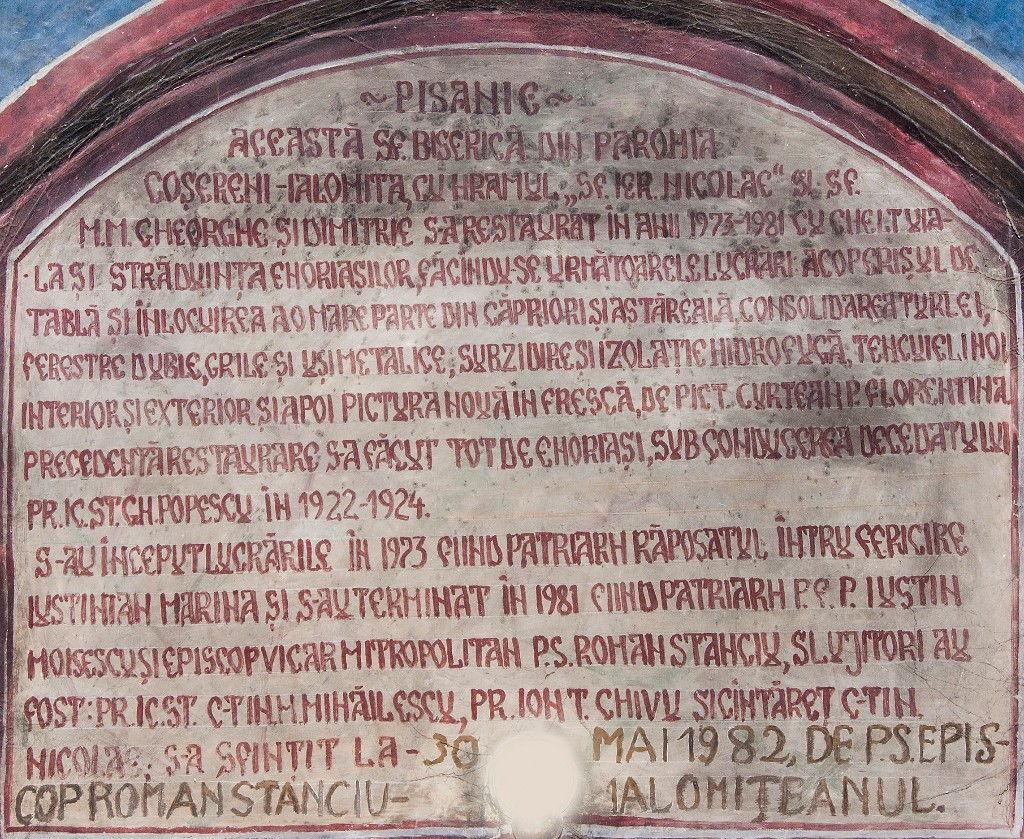 ~PISANIE~
ACEASTĂ SF. BISERICĂ DIN PAROHIA
COȘERENI-IALOMIȚA, CU HRAMUL „SF. IER. NICOLAE" ȘI SF.
M.M. GHEORGHE ȘI DIMITRIE S-A RESTAURAT ÎN ANII 1973-1981 CU CHELTUIA-
LA ȘI STRĂDUINȚA ENORIAȘILOR, FĂCÎNDU-SE URMĂTOARELE LUCRĂRI: ACOPERIȘUL DE
TABLĂ ȘI ÎNLOCUIREA A O MARE PARTE DIN CĂPRIORI ȘI ASTĂREALĂ, CONSOLIDAREA TURLEI,
FERESTRE DUBLE, GRILE ȘI UȘI METALICE, SUBZIDIRE ȘI IZOLAȚIE HIDROFUGĂ, TENCUIELI NOI
INTERIOR ȘI EXTERIOR ȘI APOI PICTURA NOUĂ IN FRESCĂ, DE PICT. CURTEAN P. FLORENTINA
PRECEDENTĂ RESTAURARE S-A FĂCUT TOT DE ENORIAȘI, SUB CONDUCEREA DECEDATULUI
PR. IC. ST. GH. POPESCU ÎN 1922-1924.
S-AU ÎNCEPUT LUCRĂRILE ÎN 1973 FIIND PATRIARH RĂPOSATUL ÎNTRU FERICIRE
IUSTINIAN MARINA ȘI S-AU TERMINAT ÎN 1981 FIIND PATRIARH P.F.P. IUSTIN
MOISESCU ȘI EPISCOP VICAR MITROPOLITAN P.S. ROMAN STANCIU, SLUJITORI AU
FOST: PR. IC. ST. C-TIN. M. MIHĂILESCU, PR. ION T. CHIVU ȘI CÎNTĂREȚ C-TIN.
NICOLAE; S-A SFINȚIT LA-30 MAI 1982, DE P.S. EPIS-
COP ROMAN STANCIU- IALOMIȚEANUL.